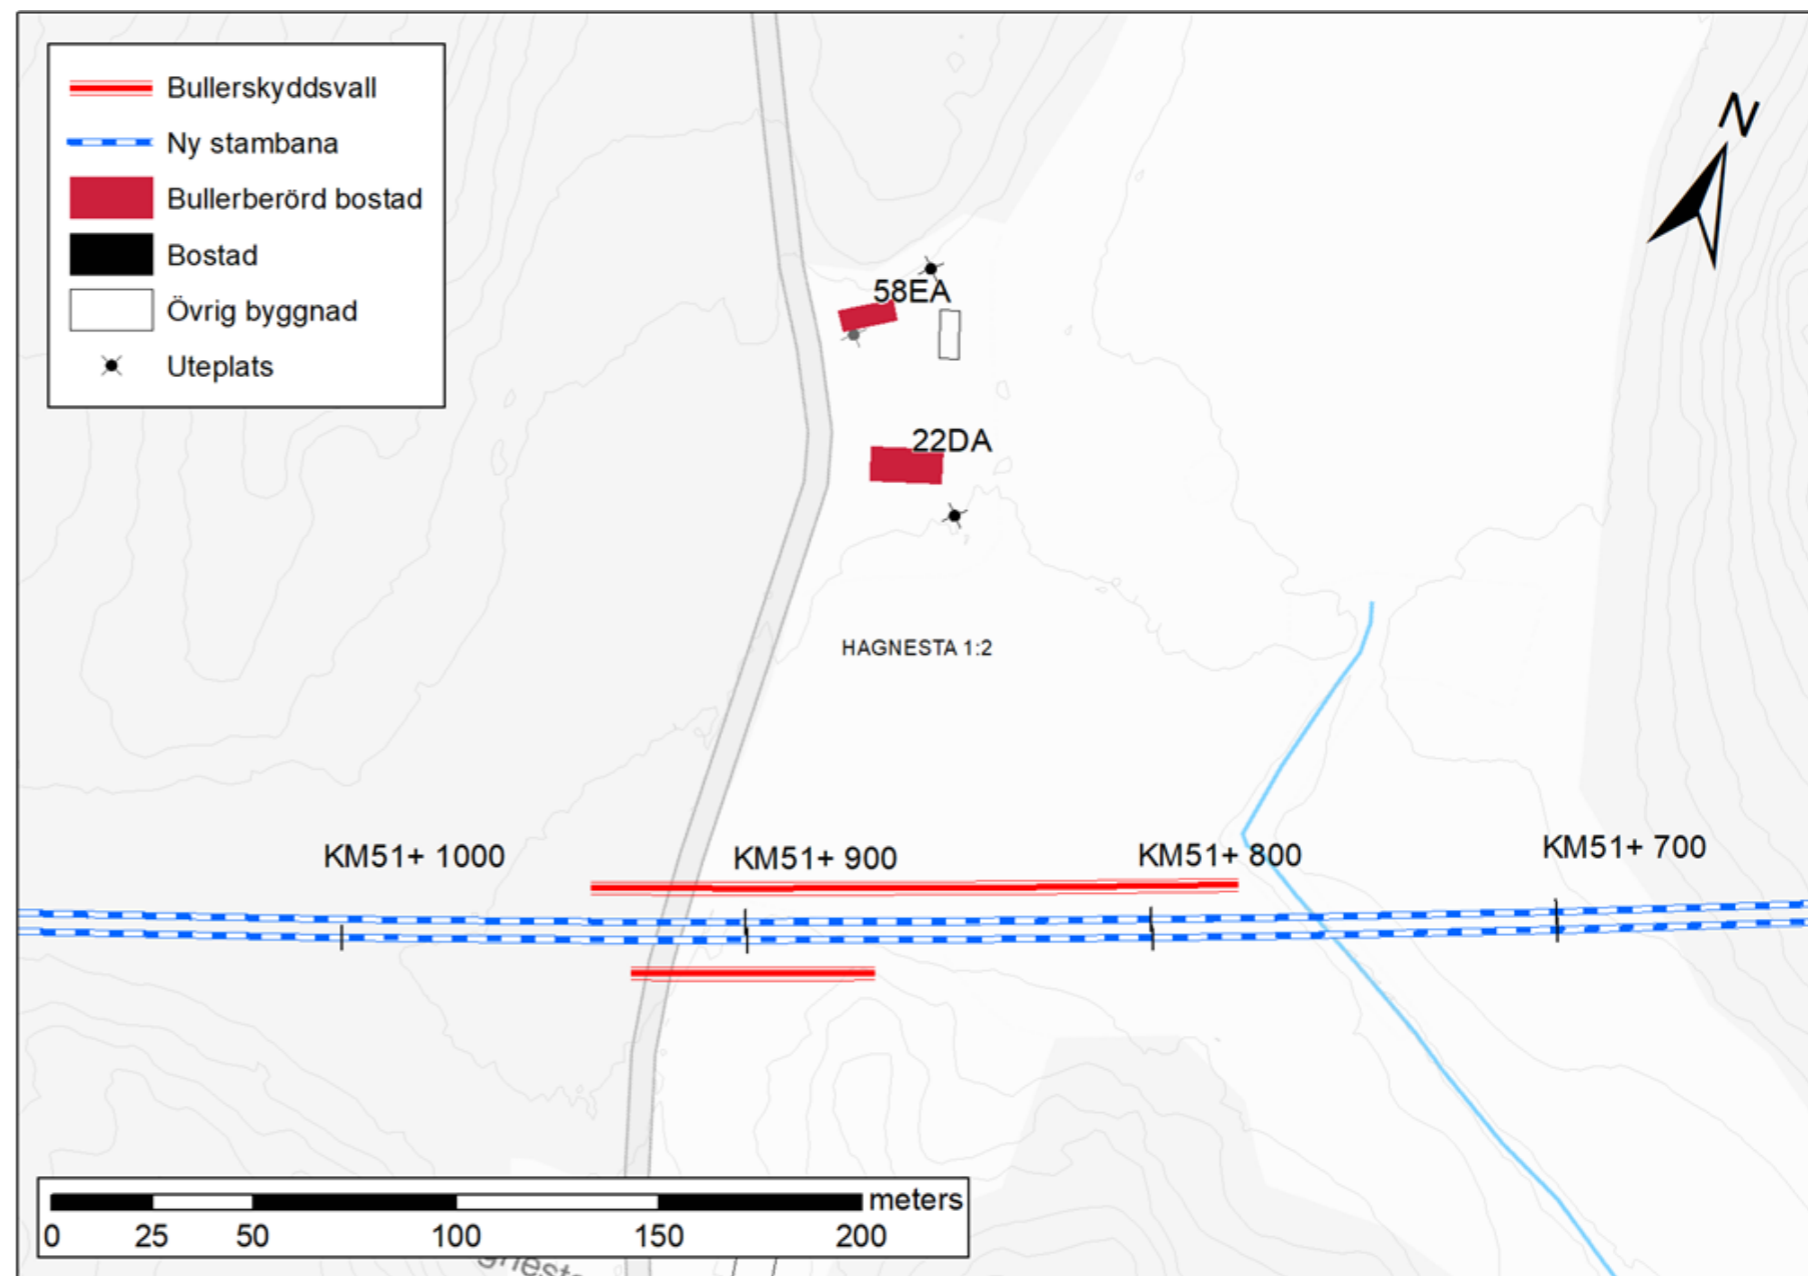 Bullerskyddsvall
Ny stambana
Bullerberörd bostad
Bostad
Övrig byggnad
Uteplats
N
58EA
22DA
HAGNESTA 1:2
KM51+ 1000
KM51+ 900
KM51+ 800
KM51+ 700
meters
0 25 50 100 150 200